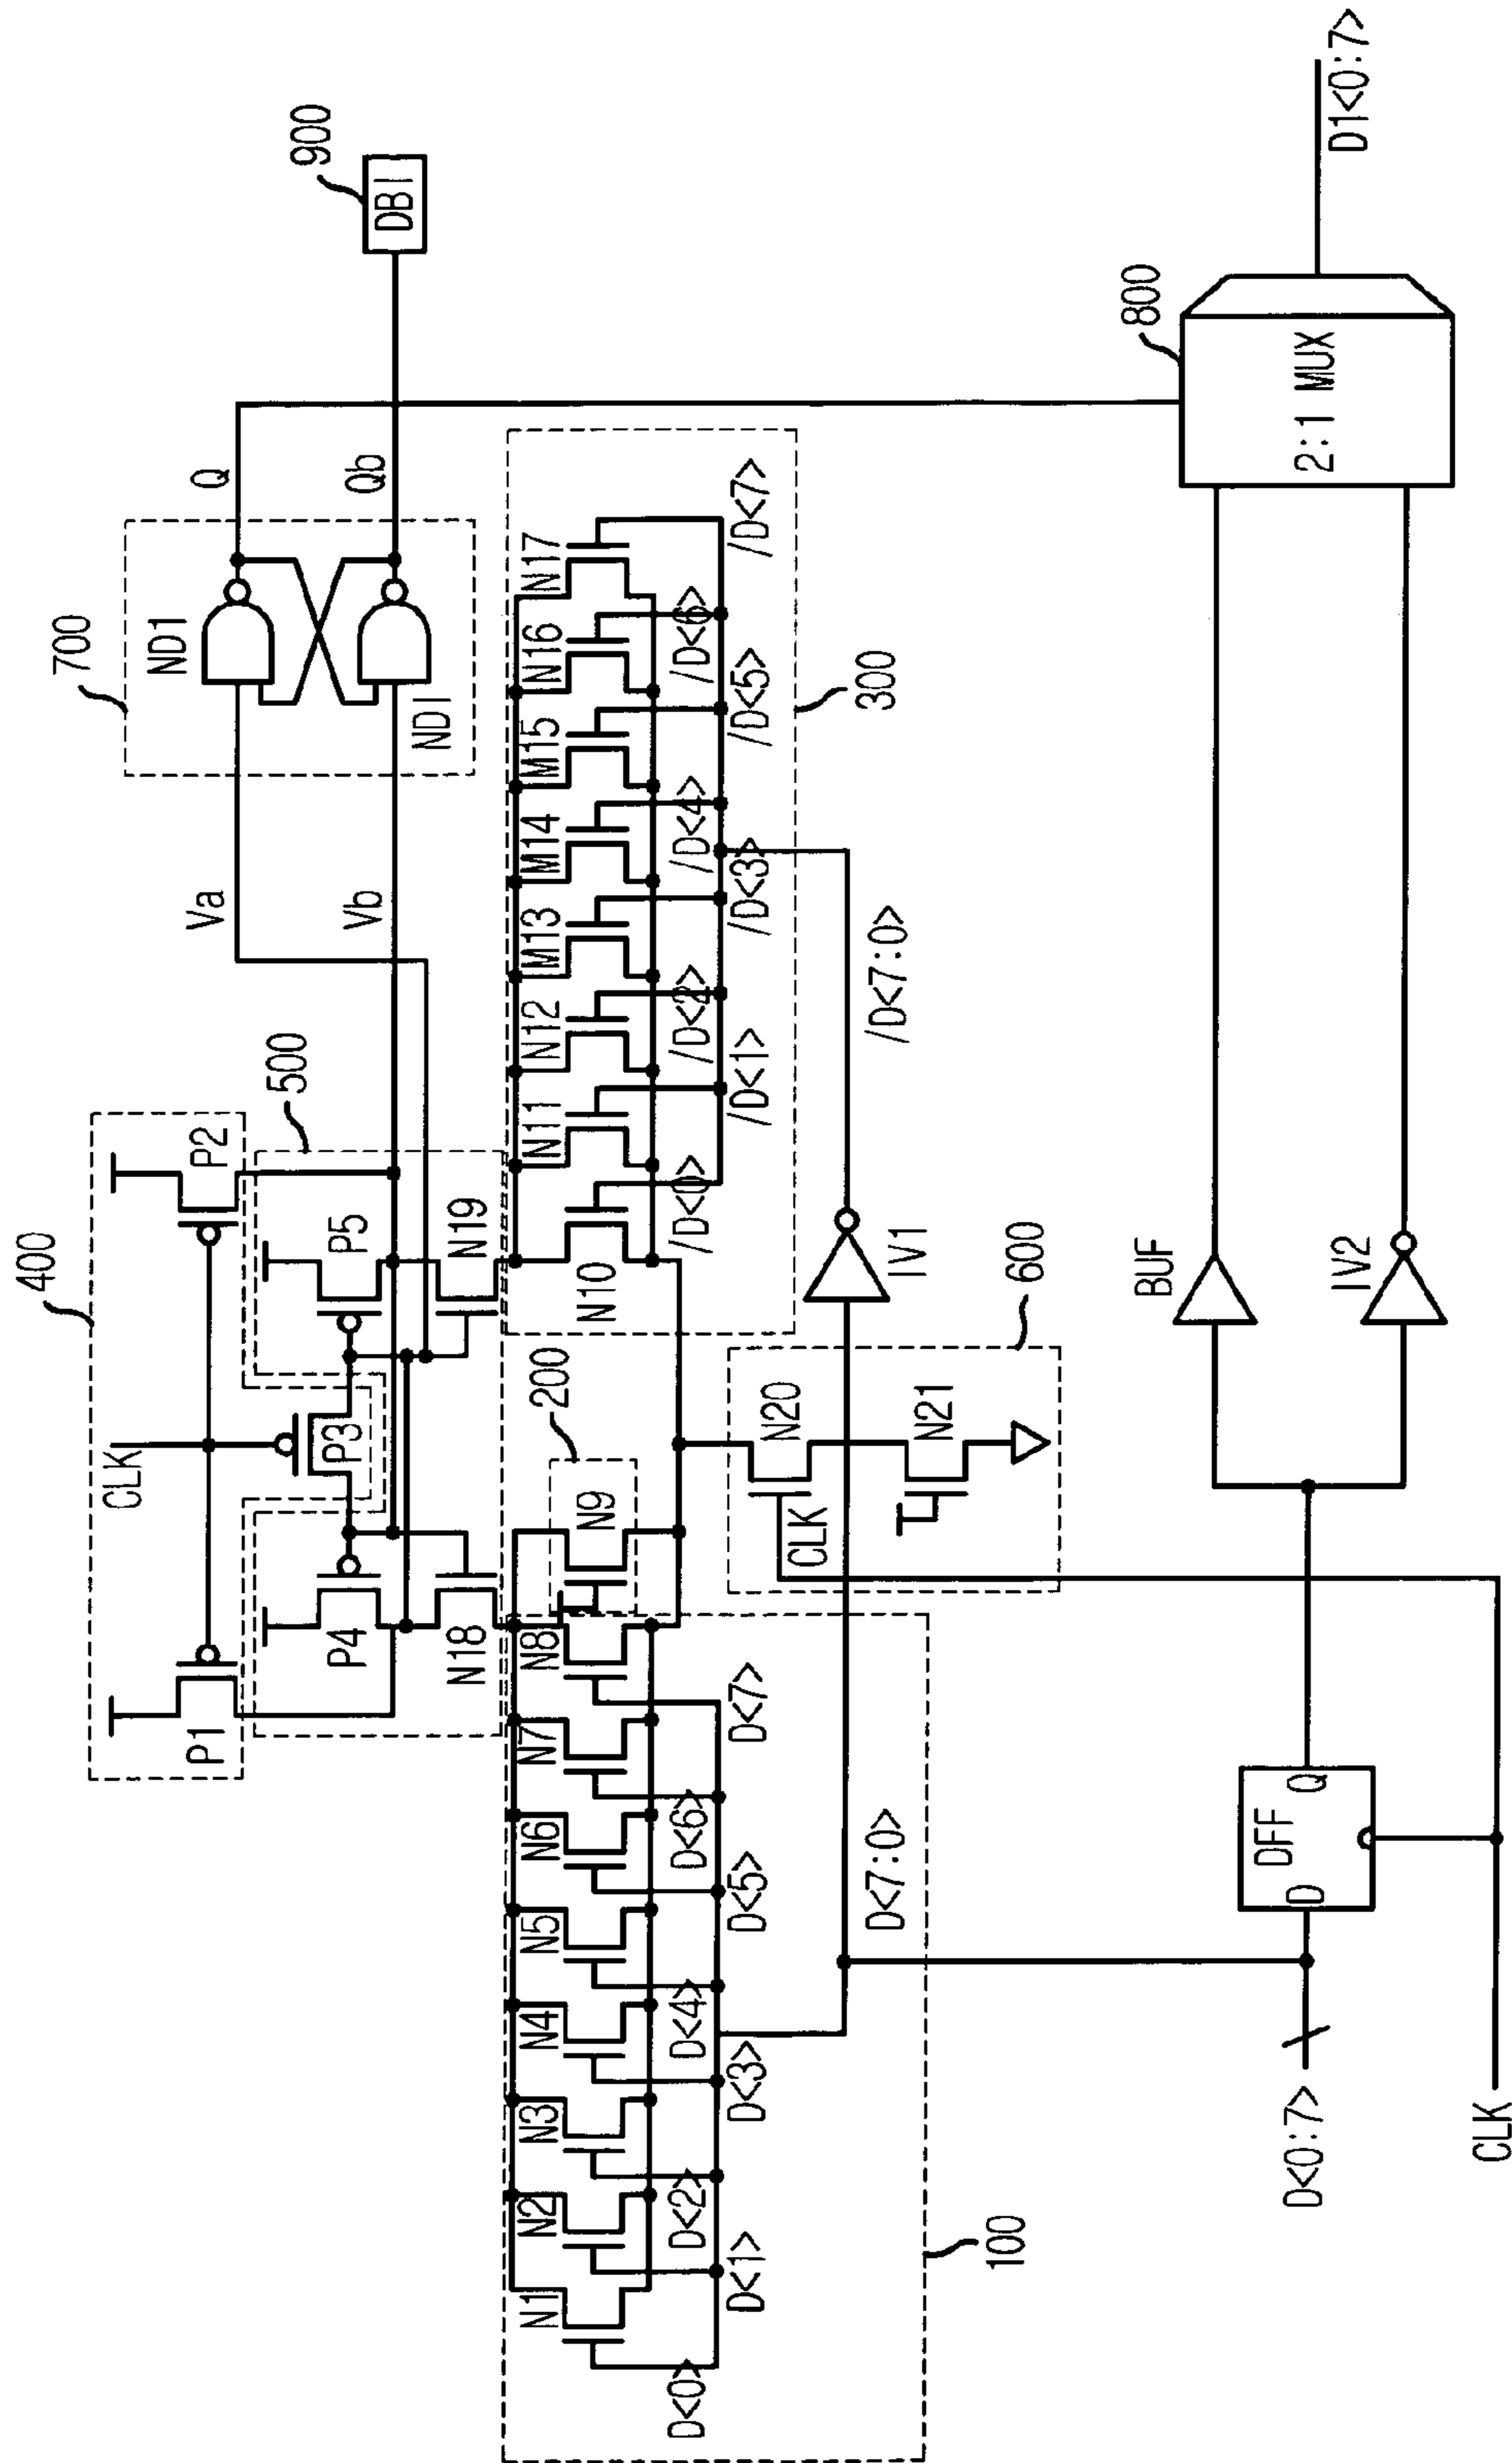 400
CLK
P1
P2
P3
P4
P5
500
N18
N19
Va
Vb
700
ND1
ND1
Q
Qb
DBI
900
200
N1
N2
N3
N4
N5
N6
N7
N8
N9
N10
N11
N12
M13
M14
M15
N16
N17
D<0>
D<1>
D<2>
D<3>
D<4>
D<5>
D<6>
D<7>
/D<0>
/D<1>
/D<2>
/D<3>
/D<4>
/D<5>
/D<6>
/D<7>
300
100
D<7:0>
CLK
N20
N21
600
IV1
/D<7:0>
D<0:7>
CLK
D
DFF
Q
BUF
IV2
2:1 MUX
800
D1<0:7>